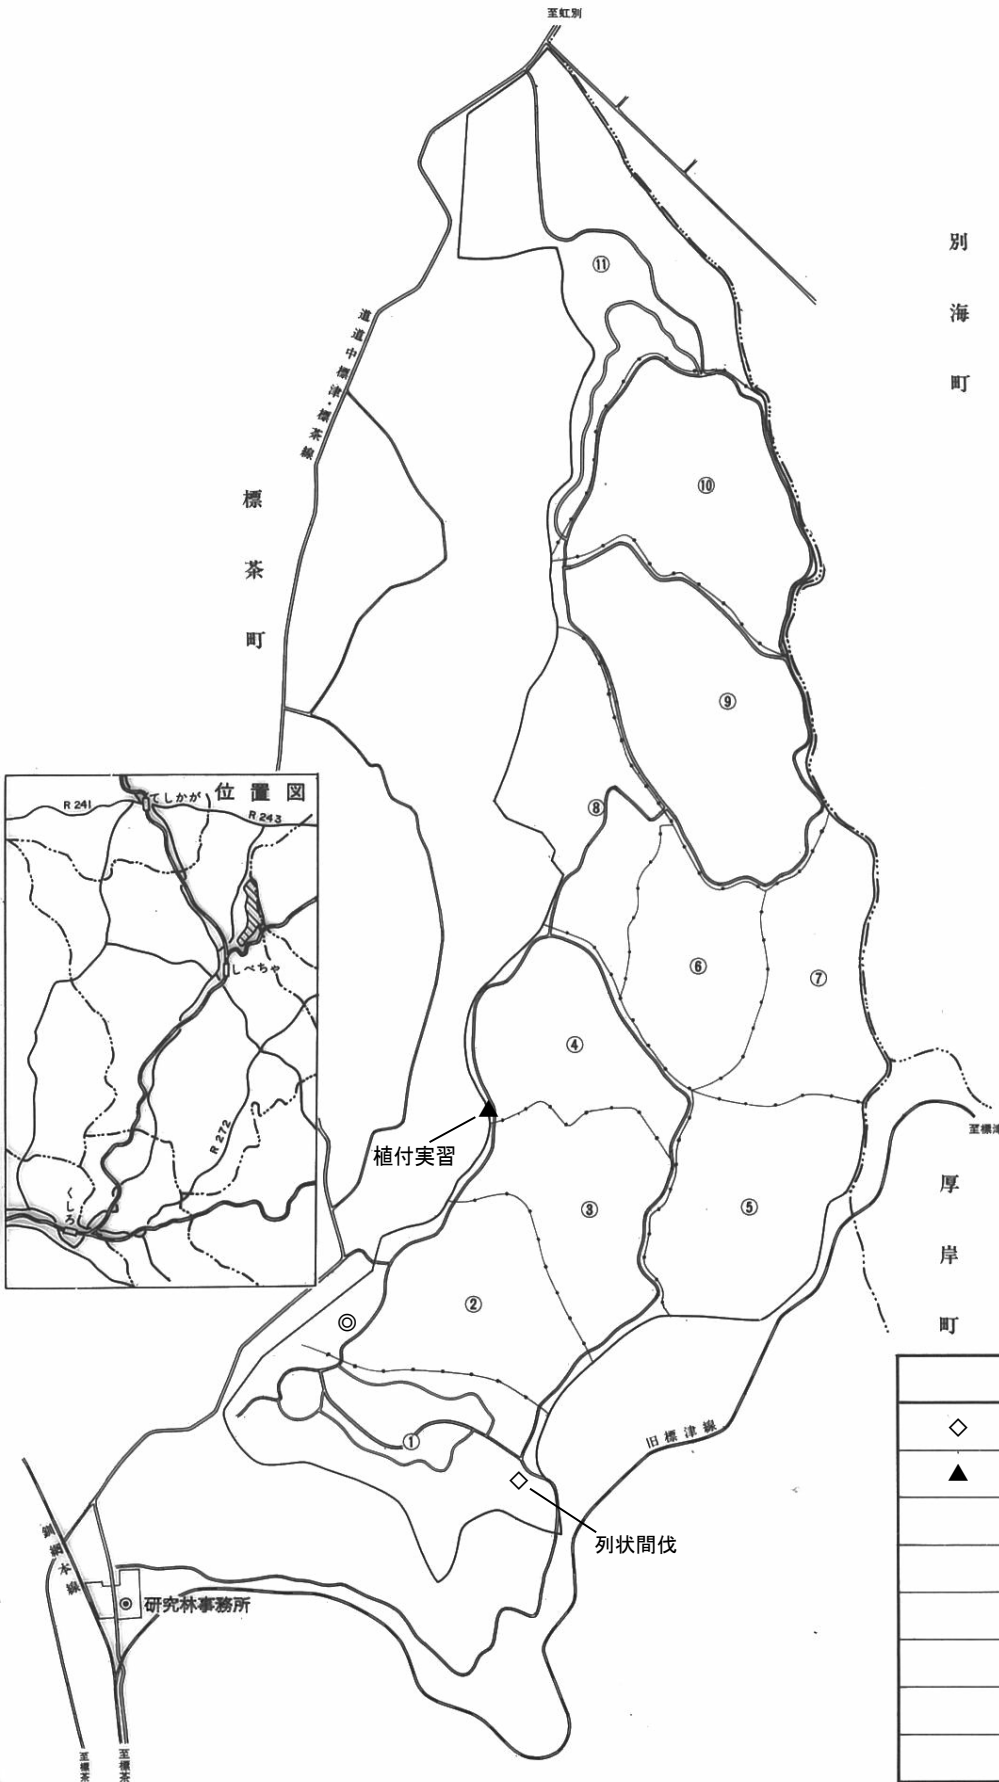 至虹別
別海町
⑪
道道中標津・標茶線
⑩
標茶町
⑨
位置図
てしかが
R 241
R 243
⑧
しべちゃ
⑥
⑦
④
R 272
植付実習
至標津
くしろ
③
⑤
厚岸町
②
◎
旧標津線
①
◇
▲
列状間伐
釧網本線
研究林事務所
至標茶
至標茶